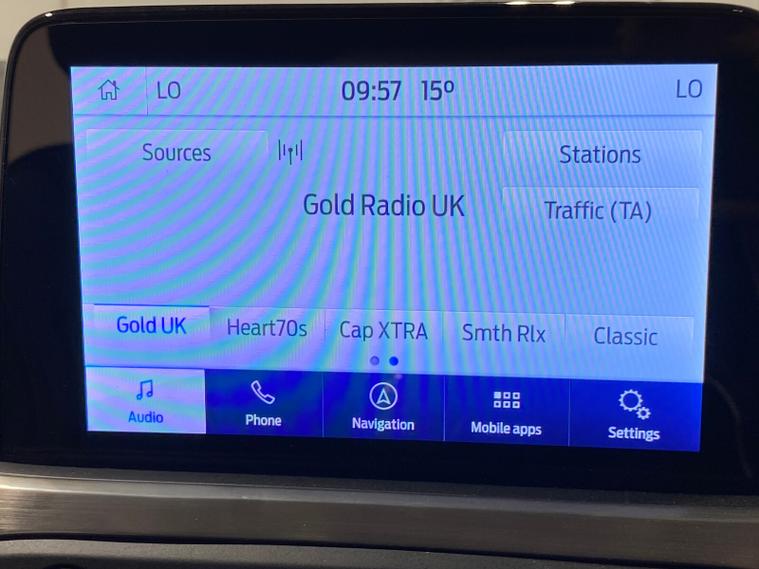 LO 09:57 15º LO
Sources Stations
Gold Radio UK Traffic (TA)
Gold UK Heart70s Cap XTRA Smth Rlx Classic
Audio Phone Navigation Mobile apps Settings